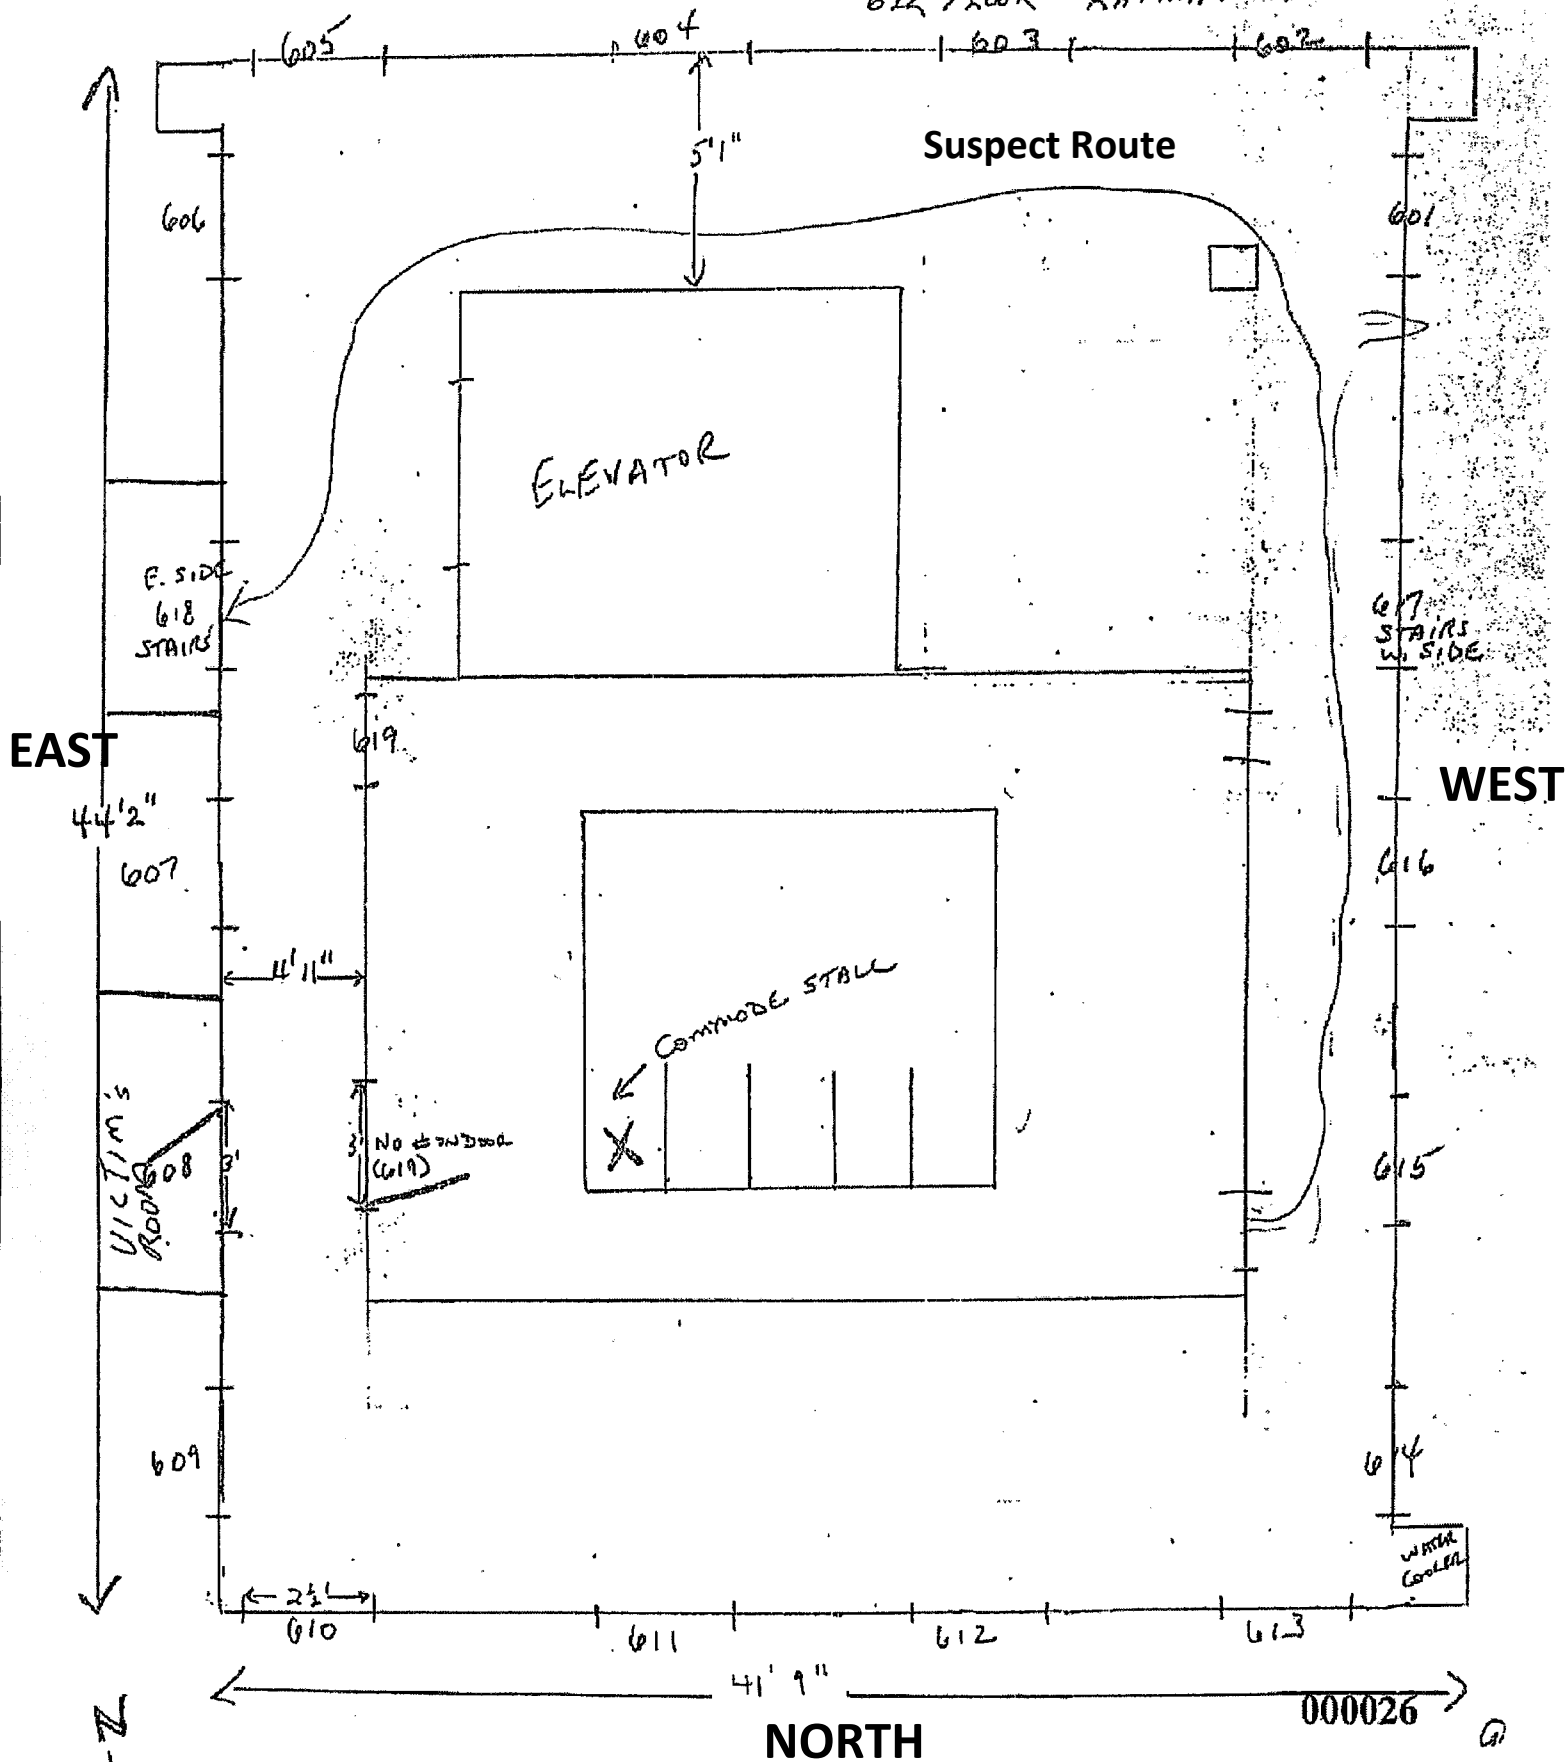 6th FLOOR
605
604
603
602
5'1"
Suspect Route
606
601
ELEVATOR
E. SIDE
618
STAIRS
617
STAIRS
W. SIDE
619
EAST
WEST
44'2"
607
616
4'11"
COMMODE STALL
VICTIM'S
ROOM
608
3'
3'
NO # ON DOOR
(619)
X
615
609
614
WATER
COOLER
2½'
610
611
612
613
41' 9"
000026
NORTH